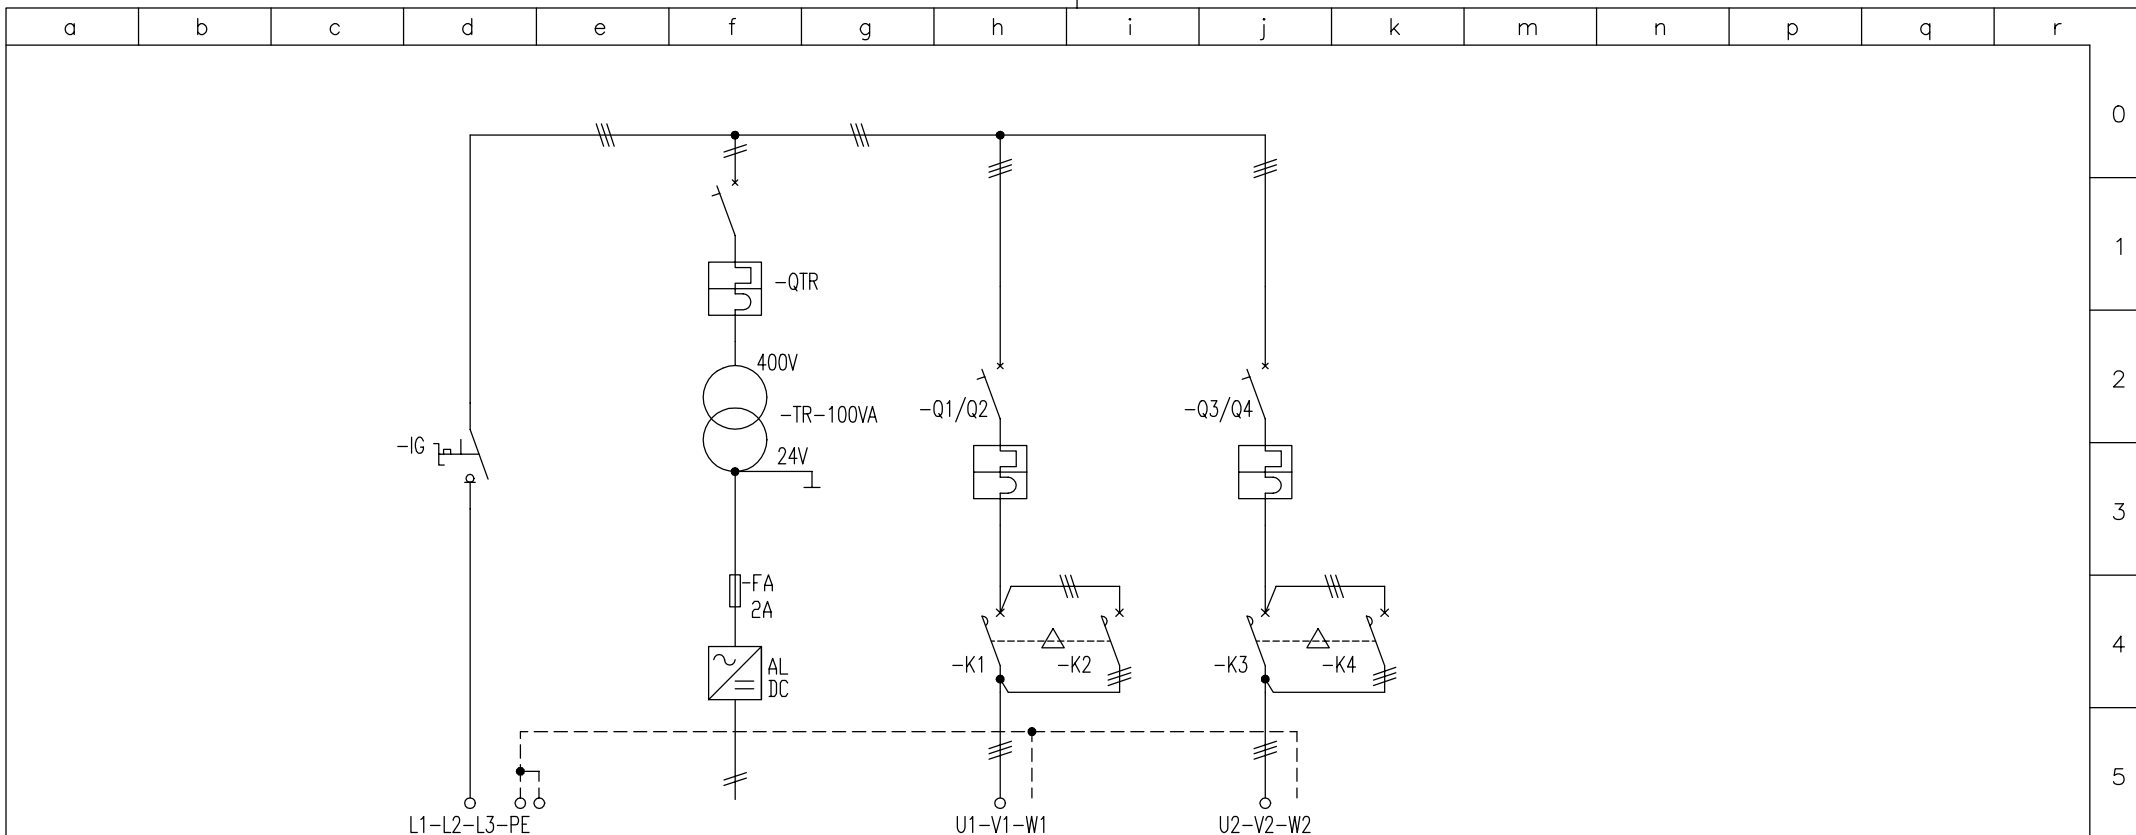 a b c d e f g h i j k m n p q r
0
1
-QTR
400V
2
-TR-100VA
-Q1/Q2
-Q3/Q4
-IG
24V
3
-FA
2A
4
-K1
-K2
-K3
-K4
AL
DC
5
L1-L2-L3-PE
U1-V1-W1
U2-V2-W2